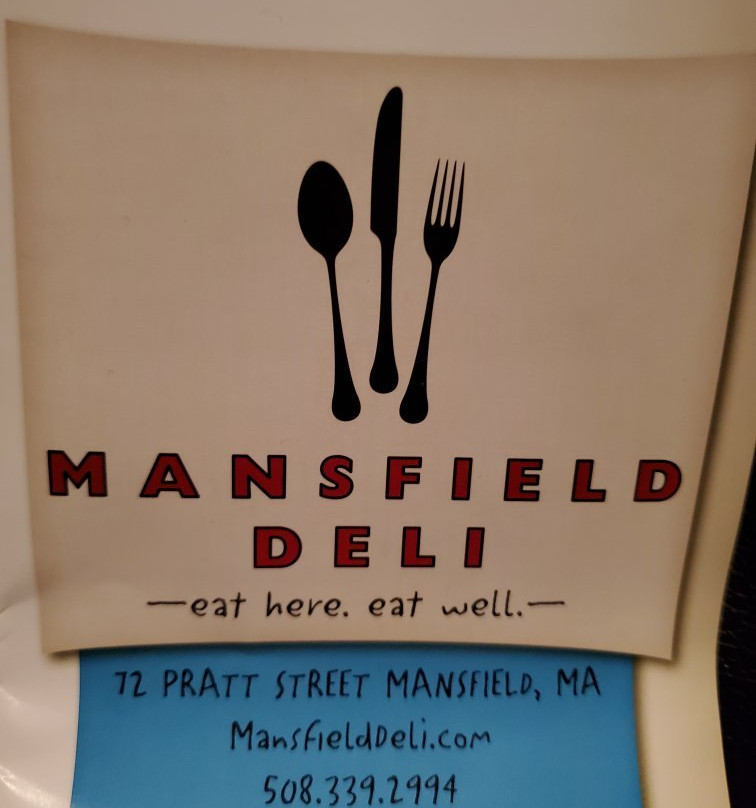 MANSFIELD
DELI
—eat here. eat well.—
72 PRATT STREET MANSFIELD, MA
MansfieldDeli.com
508.339.2994